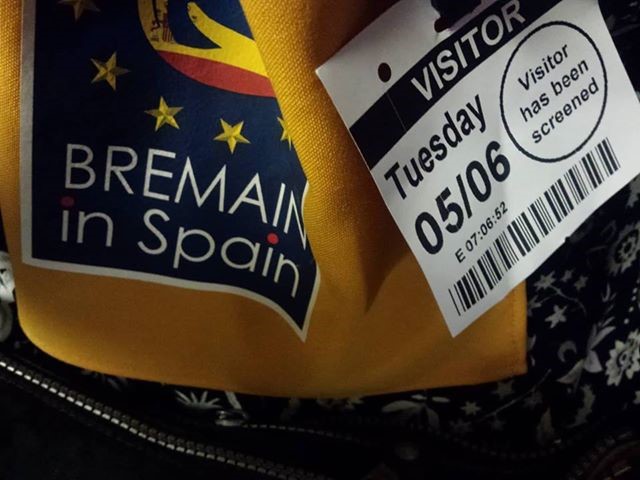 BREMAIN
in Spain
VISITOR
Tuesday
05/06
E 07:06:52
Visitor
has been
screened